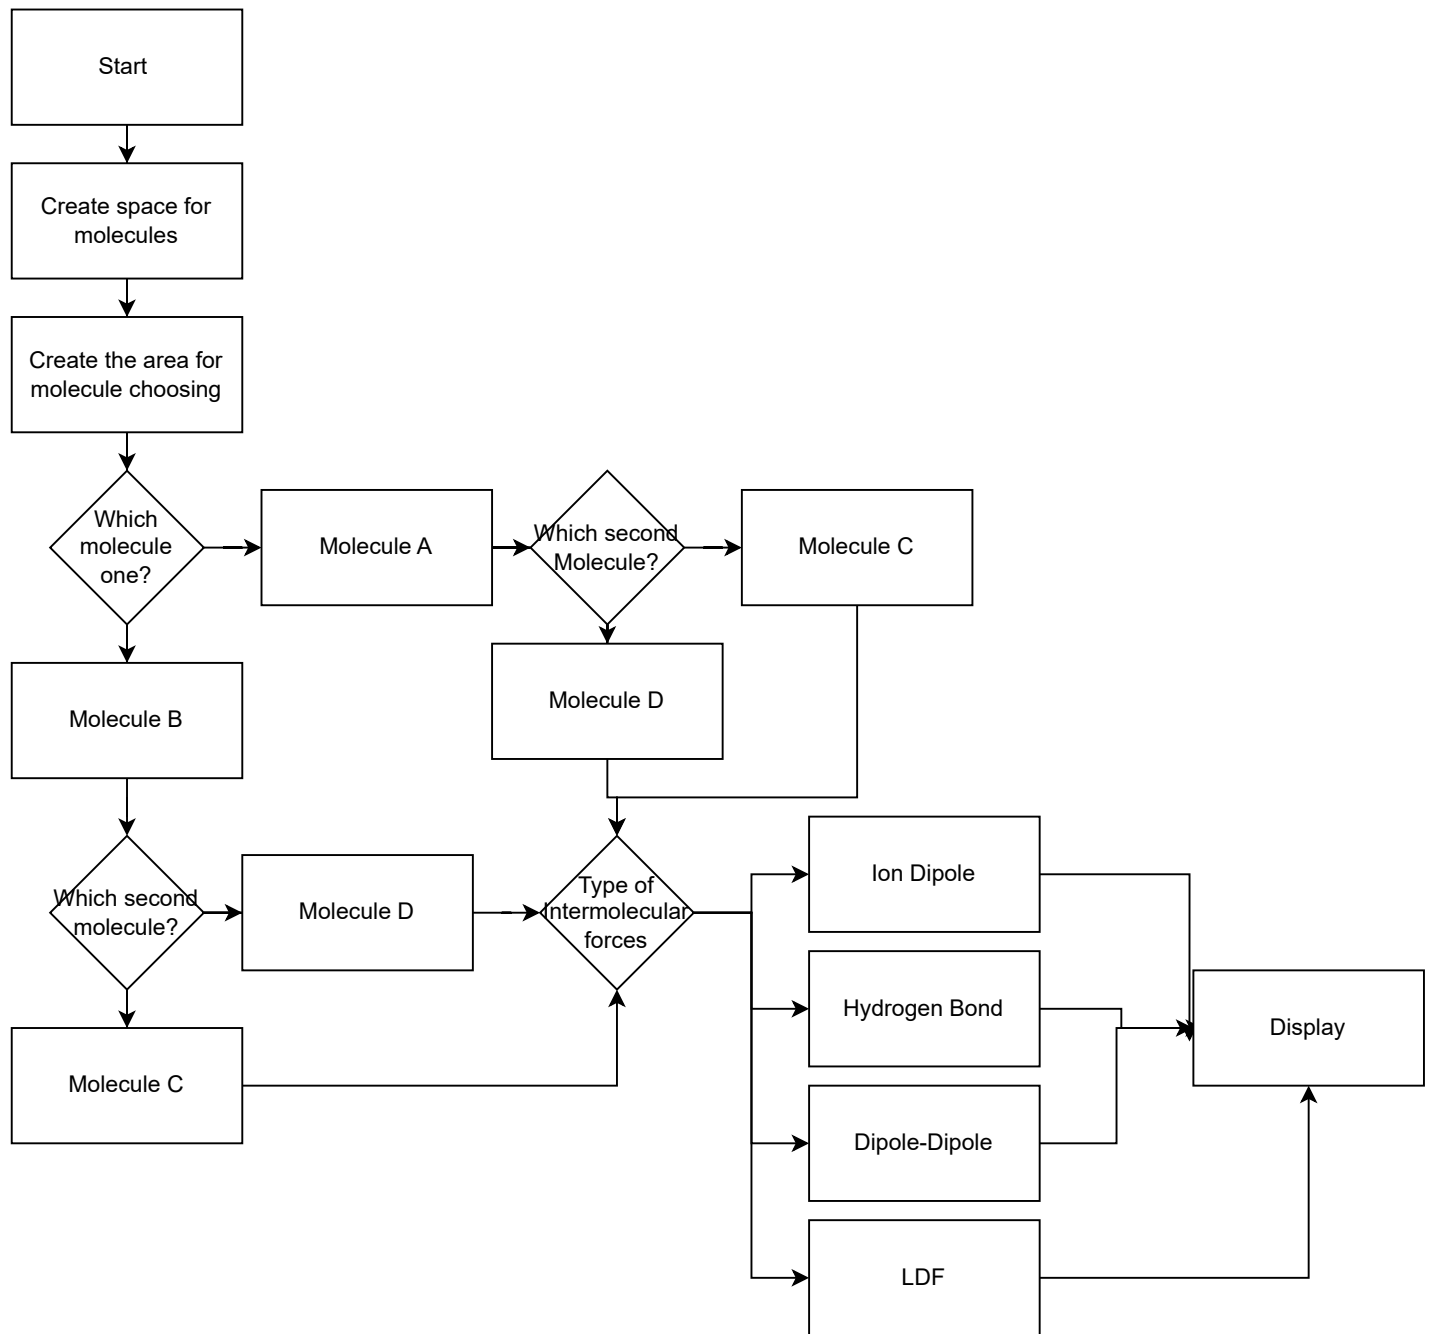 Start
Create space for
molecules
Create the area for
molecule choosing
Which
molecule
one?
Molecule A
Which second
Molecule?
Molecule C
Molecule B
Molecule D
Which second
molecule?
Molecule D
Type of
Intermolecular
forces
Molecule C
Ion Dipole
Hydrogen Bond
Dipole-Dipole
LDF
Display